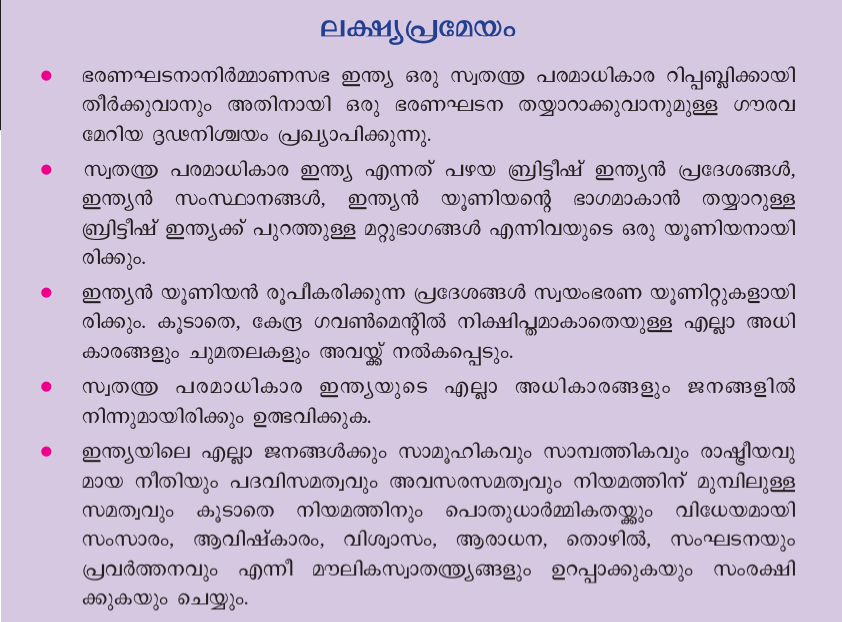 ലക്ഷ്യപ്രമേയം
● ഭരണഘടനാനിർമ്മാണസഭ ഇന്ത്യ ഒരു സ്വതന്ത്ര പരമാധികാര റിപ്പബ്ലിക്കായി
തീർക്കുവാനും അതിനായി ഒരു ഭരണഘടന തയ്യാറാക്കുവാനുമുള്ള ഗൗരവ
മേറിയ ദൃഢനിശ്ചയം പ്രഖ്യാപിക്കുന്നു.
● സ്വതന്ത്ര പരമാധികാര ഇന്ത്യ എന്നത് പഴയ ബ്രിട്ടീഷ് ഇന്ത്യൻ പ്രദേശങ്ങൾ,
ഇന്ത്യൻ സംസ്ഥാനങ്ങൾ, ഇന്ത്യൻ യൂണിയന്റെ ഭാഗമാകാൻ തയ്യാറുള്ള
ബ്രിട്ടീഷ് ഇന്ത്യക്ക് പുറത്തുള്ള മറ്റുഭാഗങ്ങൾ എന്നിവയുടെ ഒരു യൂണിയനായി
രിക്കും.
● ഇന്ത്യൻ യൂണിയൻ രൂപീകരിക്കുന്ന പ്രദേശങ്ങൾ സ്വയംഭരണ യൂണിറ്റുകളായി
രിക്കും. കൂടാതെ, കേന്ദ്ര ഗവൺമെന്റിൽ നിക്ഷിപ്തമാകാതെയുള്ള എല്ലാ അധി
കാരങ്ങളും ചുമതലകളും അവയ്ക്ക് നൽകപ്പെടും.
● സ്വതന്ത്ര പരമാധികാര ഇന്ത്യയുടെ എല്ലാ അധികാരങ്ങളും ജനങ്ങളിൽ
നിന്നുമായിരിക്കും ഉത്ഭവിക്കുക.
● ഇന്ത്യയിലെ എല്ലാ ജനങ്ങൾക്കും സാമൂഹികവും സാമ്പത്തികവും രാഷ്ട്രീയവു
മായ നീതിയും പദവിസമത്വവും അവസരസമത്വവും നിയമത്തിന് മുമ്പിലുള്ള
സമത്വവും കൂടാതെ നിയമത്തിനും പൊതുധാർമ്മികതയ്ക്കും വിധേയമായി
സംസാരം, ആവിഷ്കാരം, വിശ്വാസം, ആരാധന, തൊഴിൽ, സംഘടനയും
പ്രവർത്തനവും എന്നീ മൗലികസ്വാതന്ത്ര്യങ്ങളും ഉറപ്പാക്കുകയും സംരക്ഷി
ക്കുകയും ചെയ്യും.